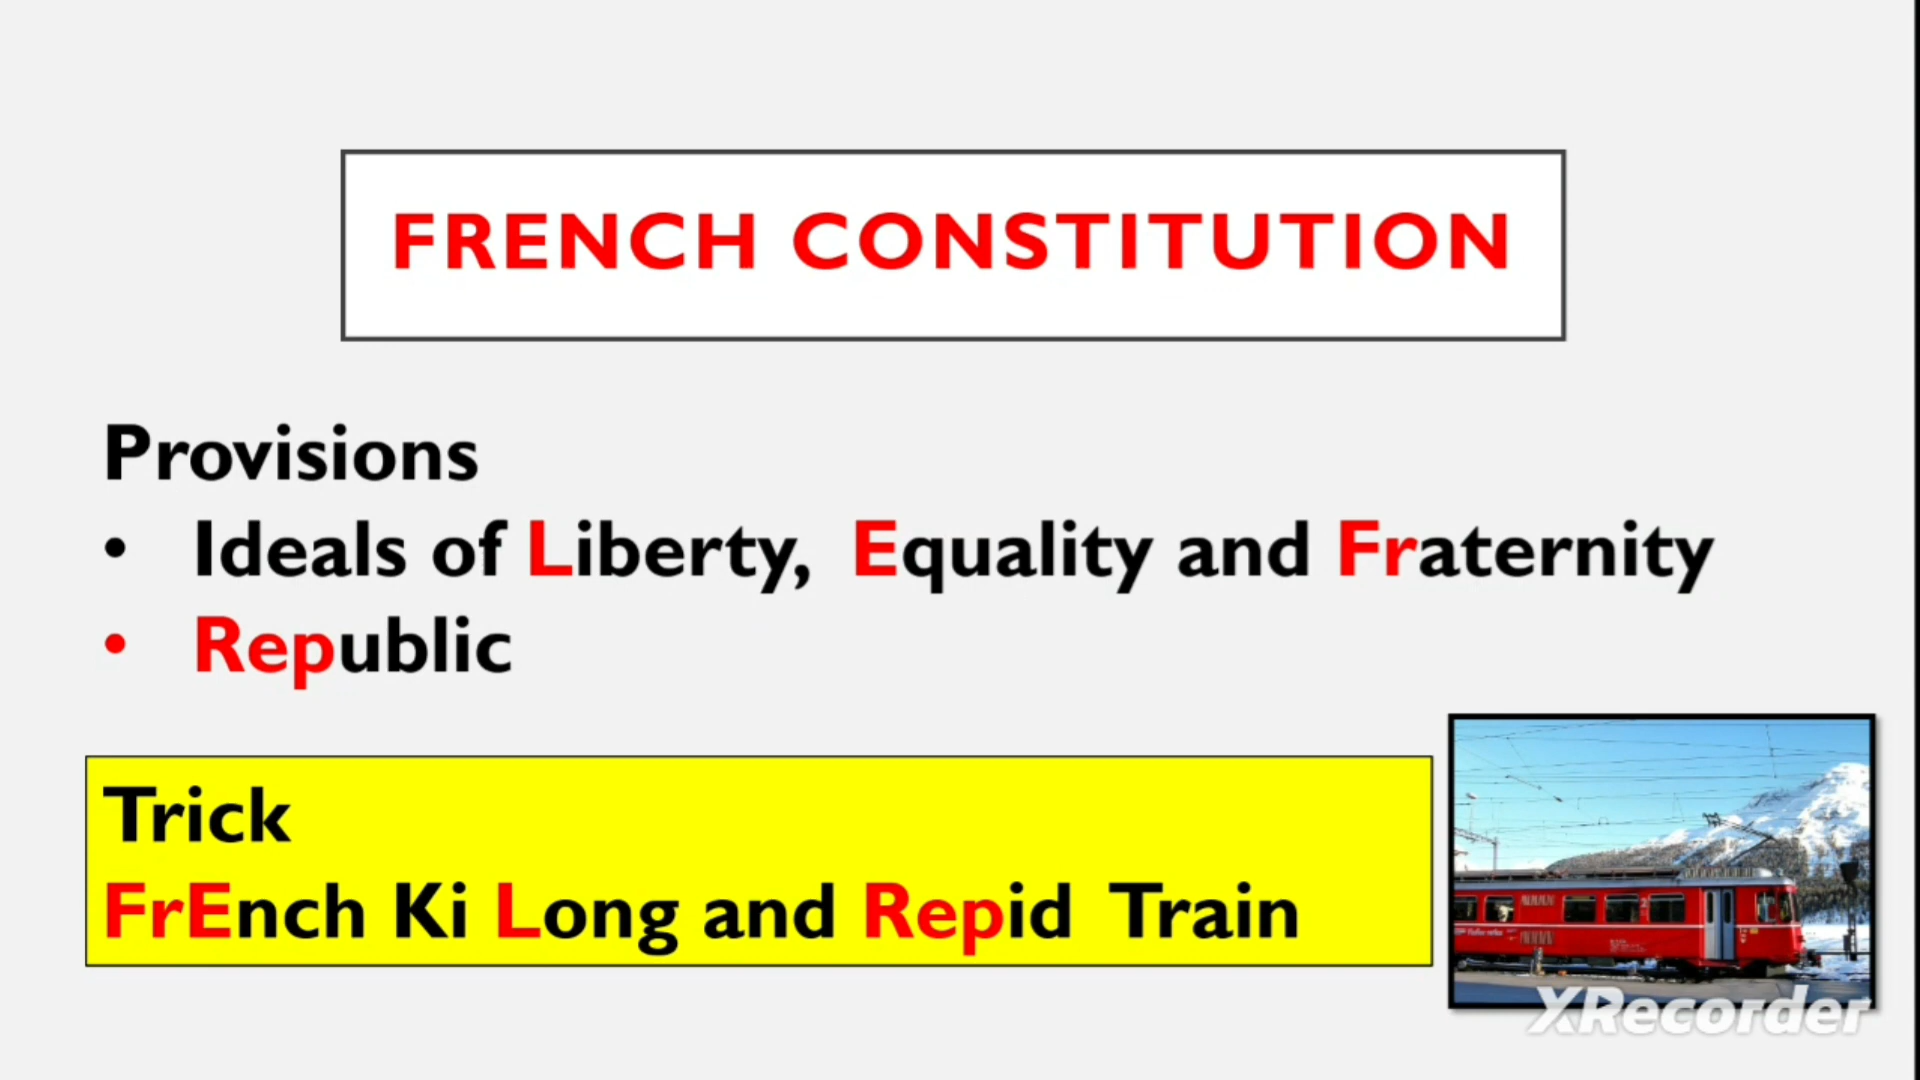 FRENCH CONSTITUTION
Provisions
• Ideals of Liberty, Equality and Fraternity
• Republic
Trick
FrEnch Ki Long and Repid Train
XRecorder